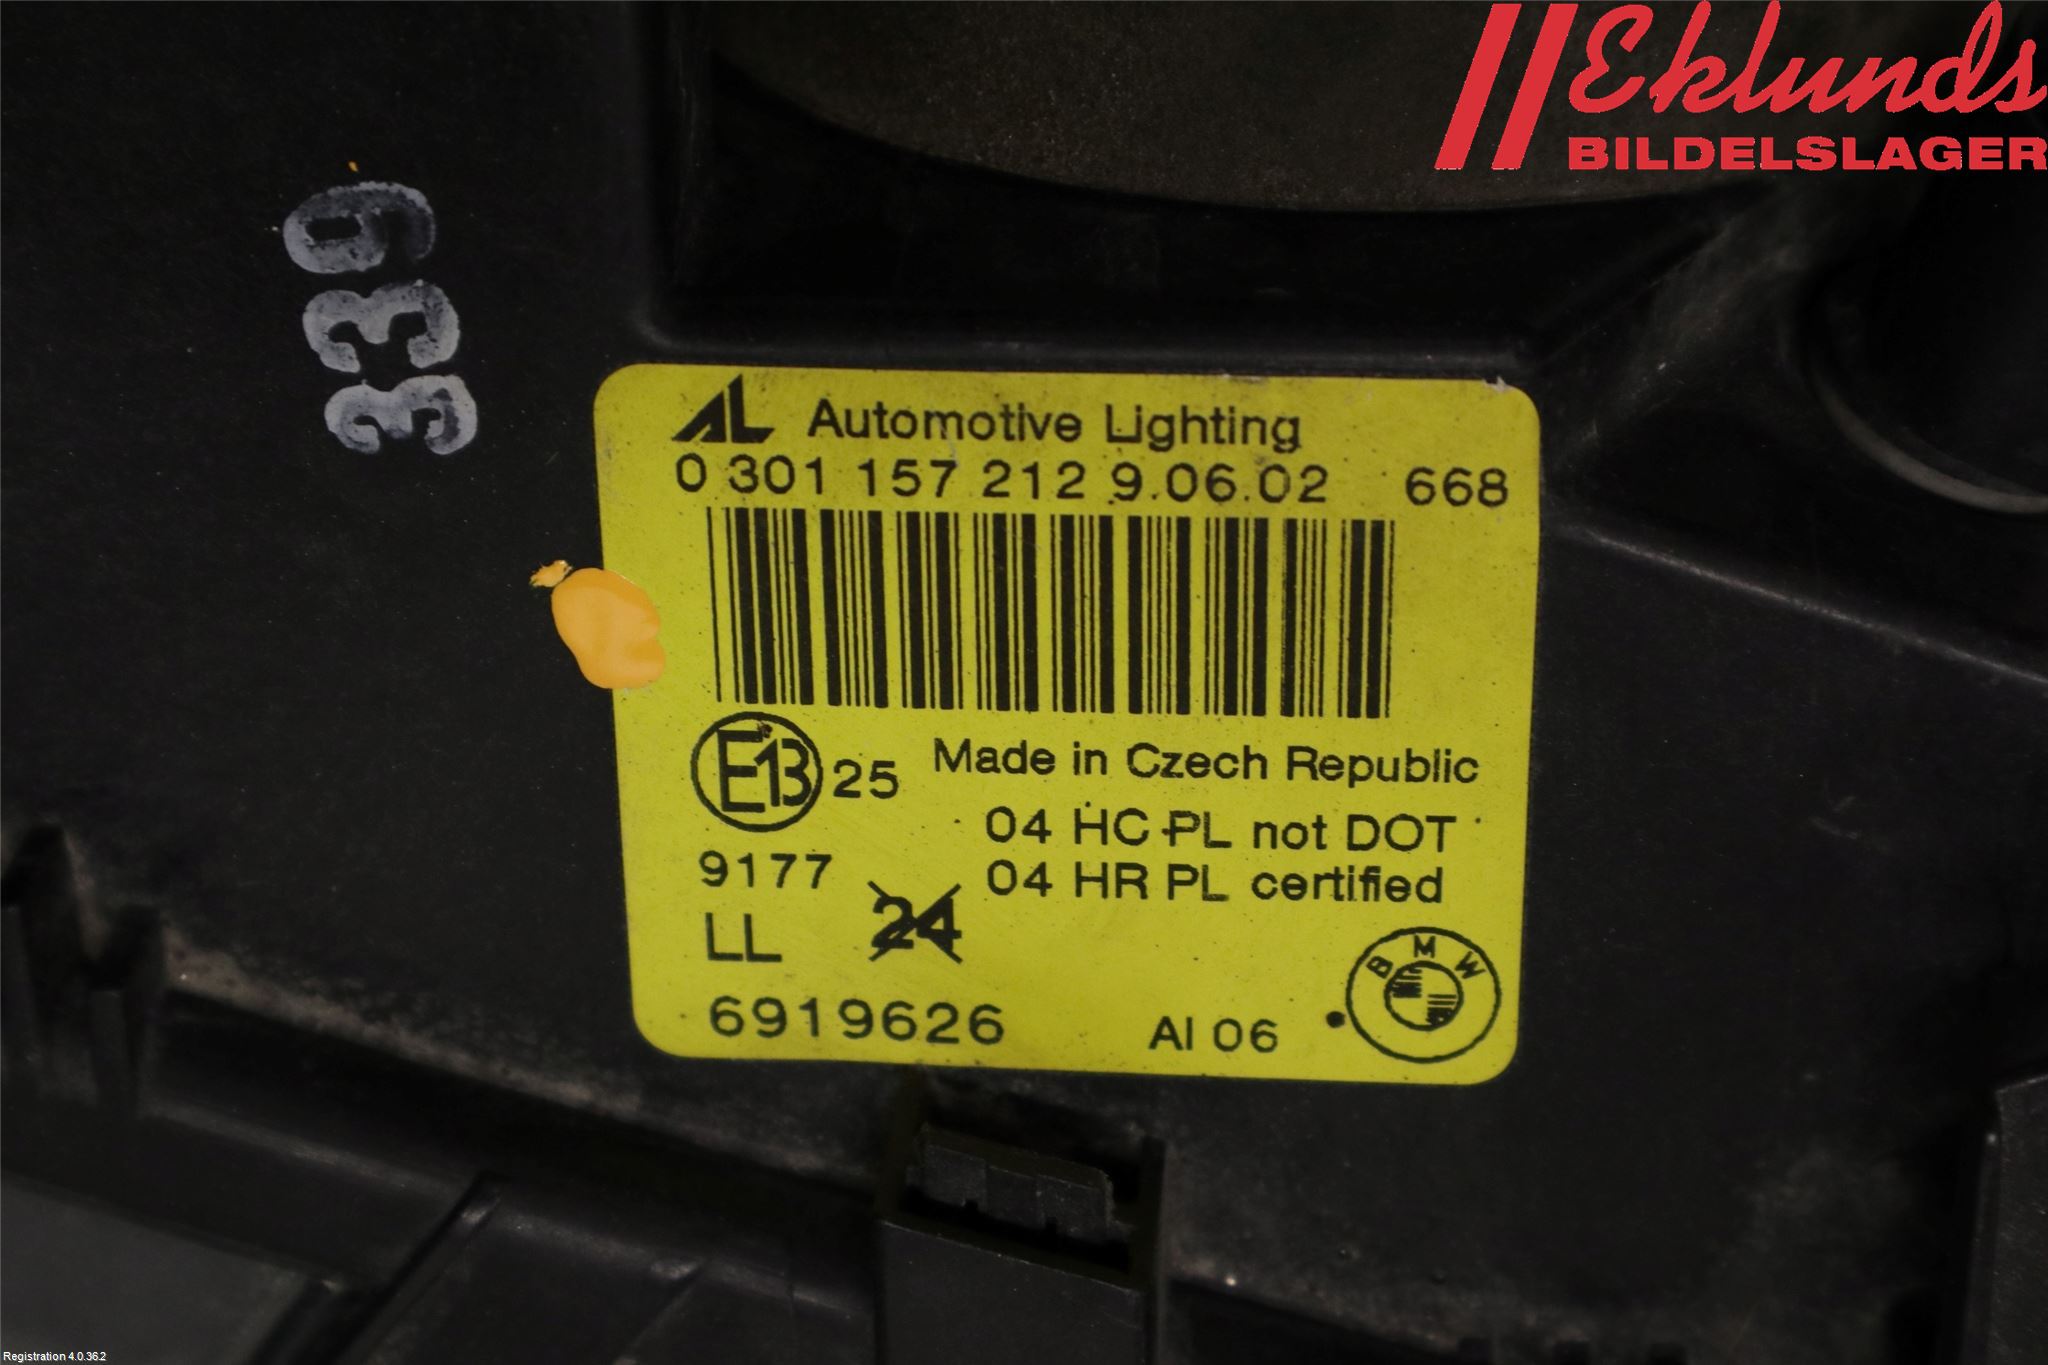 Eklunds
BILDELSLAGER
AL Automotive Lighting
0 301 157 212 9.06.02 668
E13 25 Made in Czech Republic
04 HC PL not DOT
9177 04 HR PL certified
LL 24
6919626 AI 06
BMW
Registration 4.0.36.2